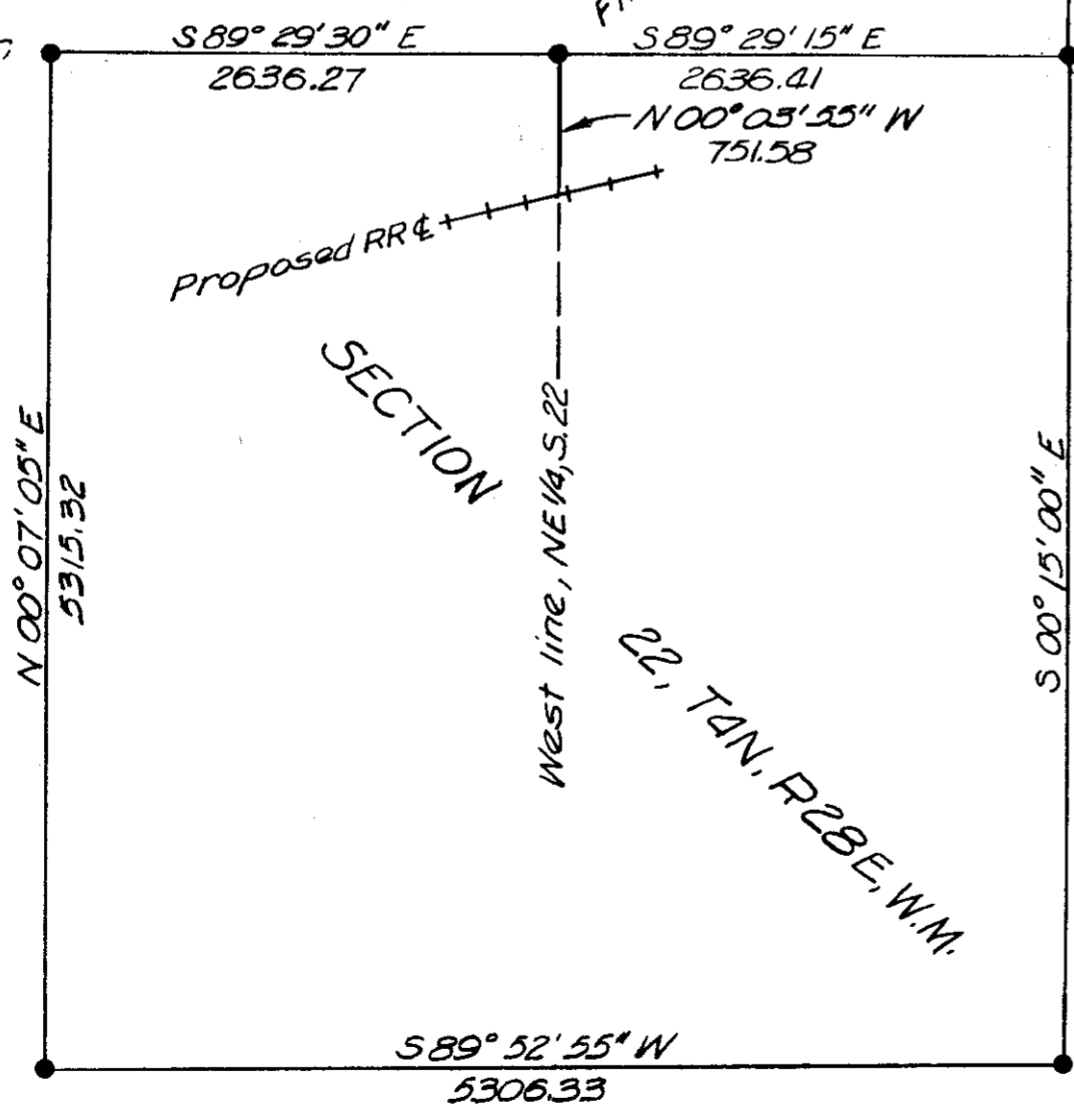 S 89° 29' 30" E
2636.27
S 89° 29' 15" E
2636.41
N 00° 03' 55" W
751.58
Proposed RR ℄
SECTION
22, T4N, R28E, W.M.
West line, NE 1/4, S. 22
N 00° 07' 05" E
5315.32
S 00° 15' 00" E
S 89° 52' 55" W
5306.33